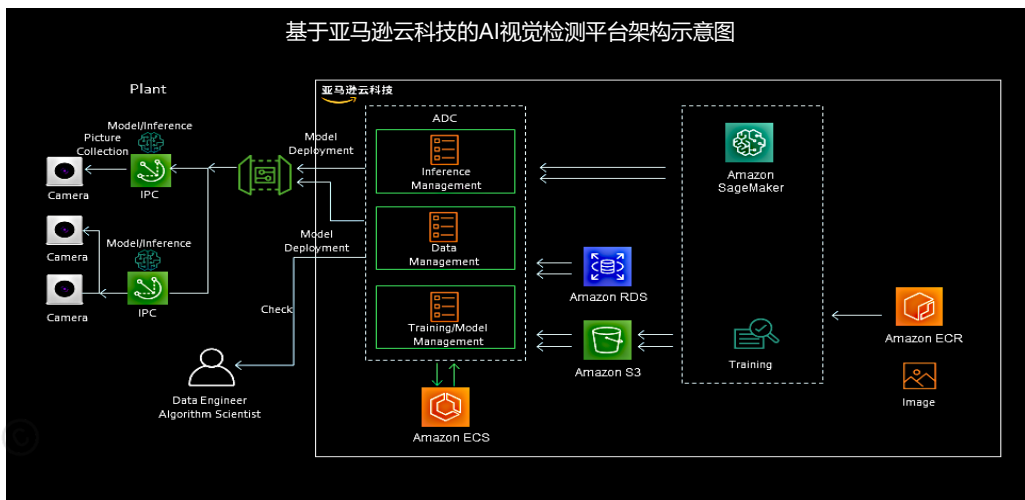 基于亚马逊云科技的AI视觉检测平台架构示意图
Plant
亚马逊云科技
Model/Inference
Picture
Collection
Camera
IPC
Camera
Model/Inference
Camera
IPC
Model
Deployment
Model
Deployment
Check
Data Engineer
Algorithm Scientist
ADC
Inference
Management
Data
Management
Training/Model
Management
Amazon ECS
Amazon RDS
Amazon S3
Amazon
SageMaker
Training
Amazon ECR
Image